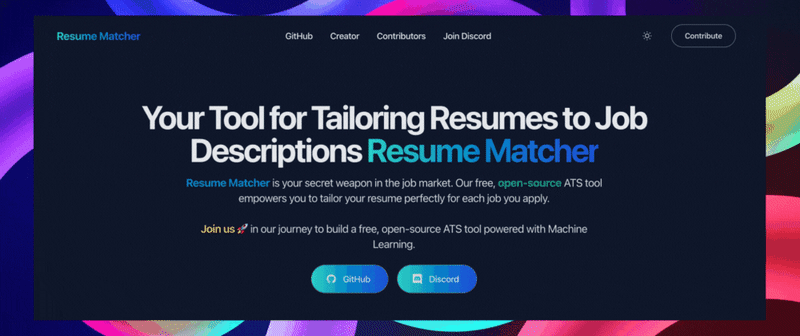 Resume Matcher
GitHub Creator Contributors Join Discord
Contribute
Your Tool for Tailoring Resumes to Job
Descriptions Resume Matcher
Resume Matcher is your secret weapon in the job market. Our free, open-source ATS tool
empowers you to tailor your resume perfectly for each job you apply.
Join us 🚀 in our journey to build a free, open-source ATS tool powered with Machine
Learning.
GitHub
Discord